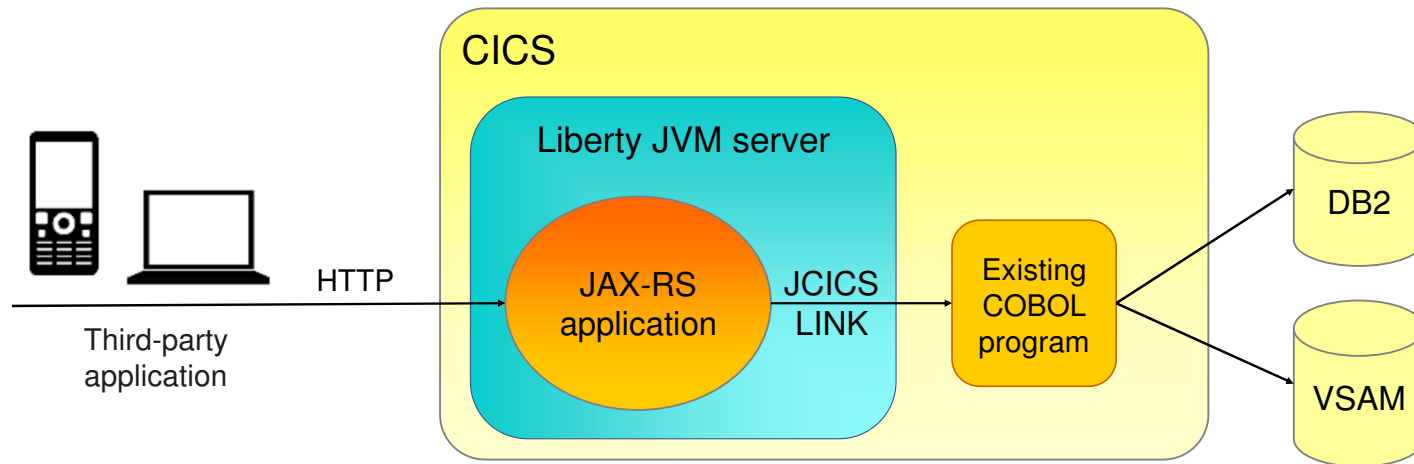 CICS
Liberty JVM server
HTTP
JAX-RS
application
JCICS
LINK
Existing
COBOL
program
DB2
VSAM
Third-party
application